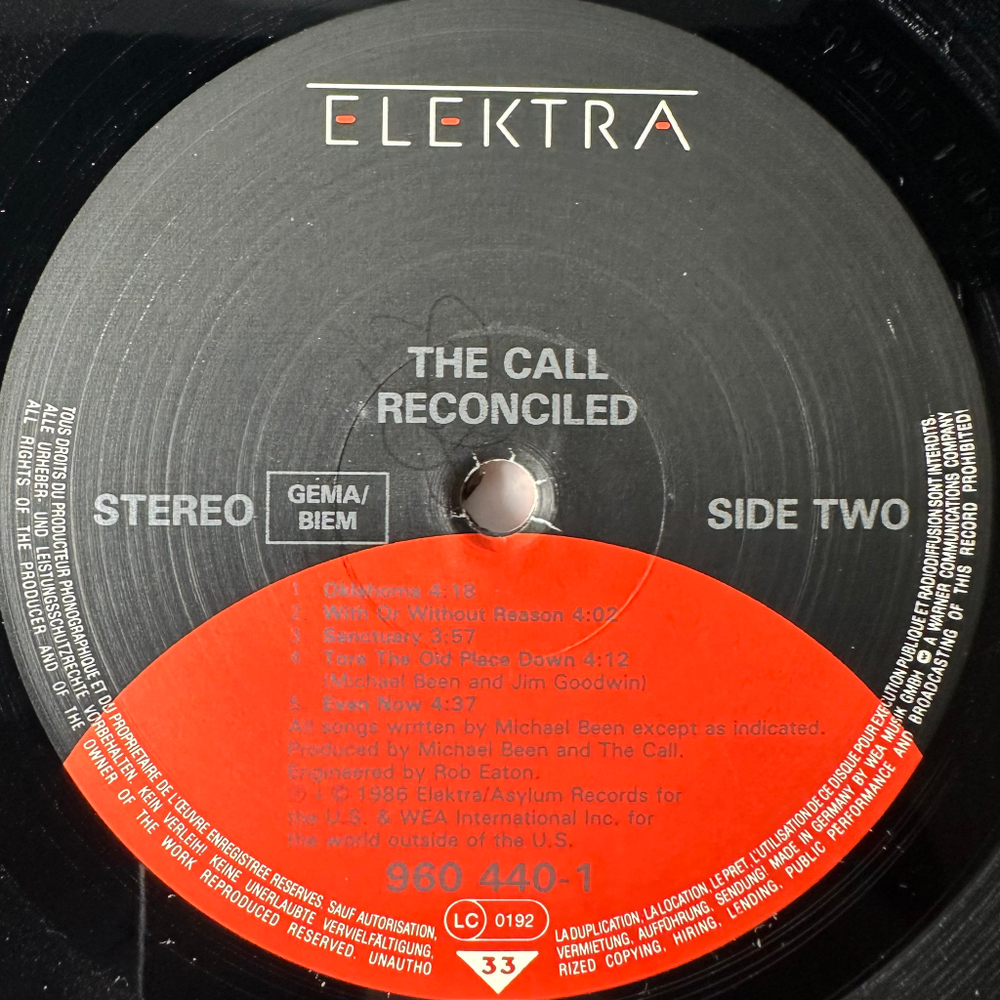 ELEKTRA
THE CALL
RECONCILED
STEREO
GEMA/
BIEM
SIDE TWO
1. Oklahoma 4:18
2. With Or Without Reason 4:02
3. Sanctuary 3:57
4. Tore The Old Place Down 4:12
(Michael Been and Jim Goodwin)
5. Even Now 4:37
All songs written by Michael Been except as indicated.
Produced by Michael Been and The Call.
Engineered by Rob Eaton.
℗ / © 1986 Elektra/Asylum Records for
the U.S. & WEA International Inc. for
the world outside of the U.S.
960 440-1
LC 0192
33
TOUS DROITS DU PRODUCTEUR PHONOGRAPHIQUE ET DU PROPRIETAIRE DE L'ŒUVRE ENREGISTREE RESERVES. SAUF AUTORISATION, LA DUPLICATION, LA LOCATION, LE PRET, L'UTILISATION DE CE DISQUE POUR EXECUTION PUBLIQUE ET RADIODIFFUSION SONT INTERDITS.
ALLE URHEBER- UND LEISTUNGSSCHUTZRECHTE VORBEHALTEN. KEIN VERLEIH! KEINE UNERLAUBTE VERVIELFÄLTIGUNG, VERMIETUNG, AUFFÜHRUNG, SENDUNG! MADE IN GERMANY BY WEA MUSIK GMBH A WARNER COMMUNICATIONS COMPANY
ALL RIGHTS OF THE PRODUCER AND OF THE OWNER OF THE WORK REPRODUCED RESERVED. UNAUTHORIZED COPYING, HIRING, LENDING, PUBLIC PERFORMANCE AND BROADCASTING OF THIS RECORD PROHIBITED!